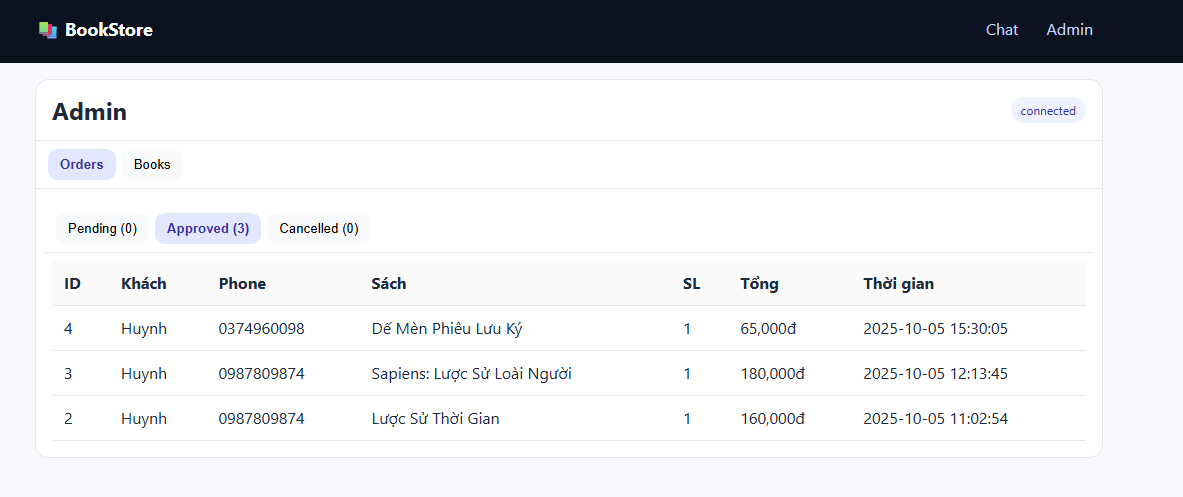 BookStore Chat Admin
Admin connected
Orders Books
Pending (0) Approved (3) Cancelled (0)
ID Khách Phone Sách SL Tổng Thời gian
4 Huynh 0374960098 Dế Mèn Phiêu Lưu Ký 1 65,000đ 2025-10-05 15:30:05
3 Huynh 0987809874 Sapiens: Lược Sử Loài Người 1 180,000đ 2025-10-05 12:13:45
2 Huynh 0987809874 Lược Sử Thời Gian 1 160,000đ 2025-10-05 11:02:54